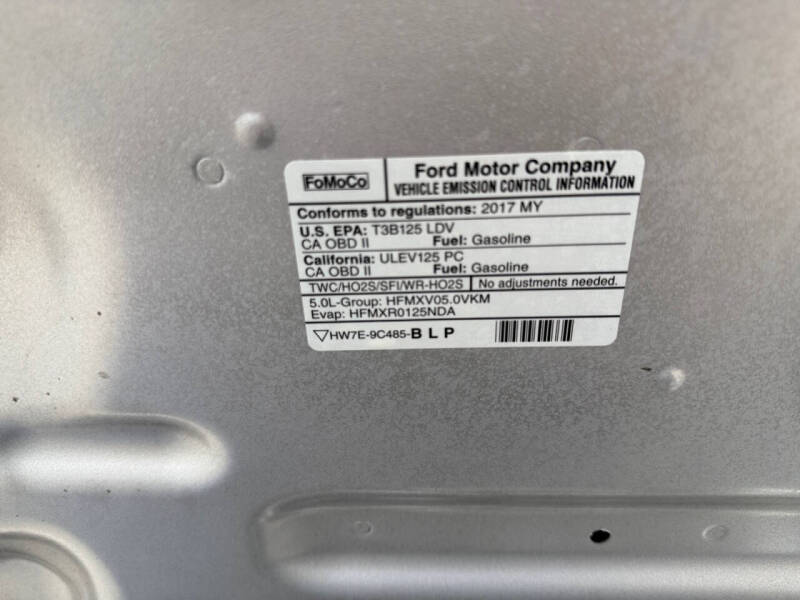 FoMoCo
Ford Motor Company
VEHICLE EMISSION CONTROL INFORMATION
Conforms to regulations: 2017 MY
U.S. EPA: T3B125 LDV
CA OBD II Fuel: Gasoline
California: ULEV125 PC
CA OBD II Fuel: Gasoline
TWC/HO2S/SFI/WR-HO2S No adjustments needed.
5.0L-Group: HFMXV05.0VKM
Evap: HFMXR0125NDA
HW7E-9C485-B L P